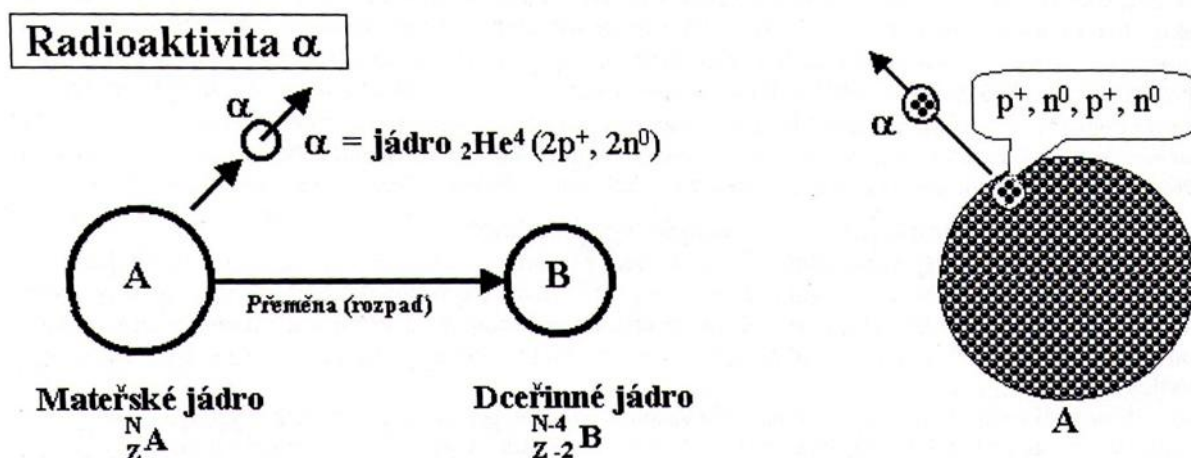 Radioaktivita α
α
α = jádro ₂He⁴ (2p⁺, 2n⁰)
A
Přeměna (rozpad)
B
Mateřské jádro
ᴺ_Z A
Dceřinné jádro
ᴺ⁻⁴_Z-2 B
p⁺, n⁰, p⁺, n⁰
α
A